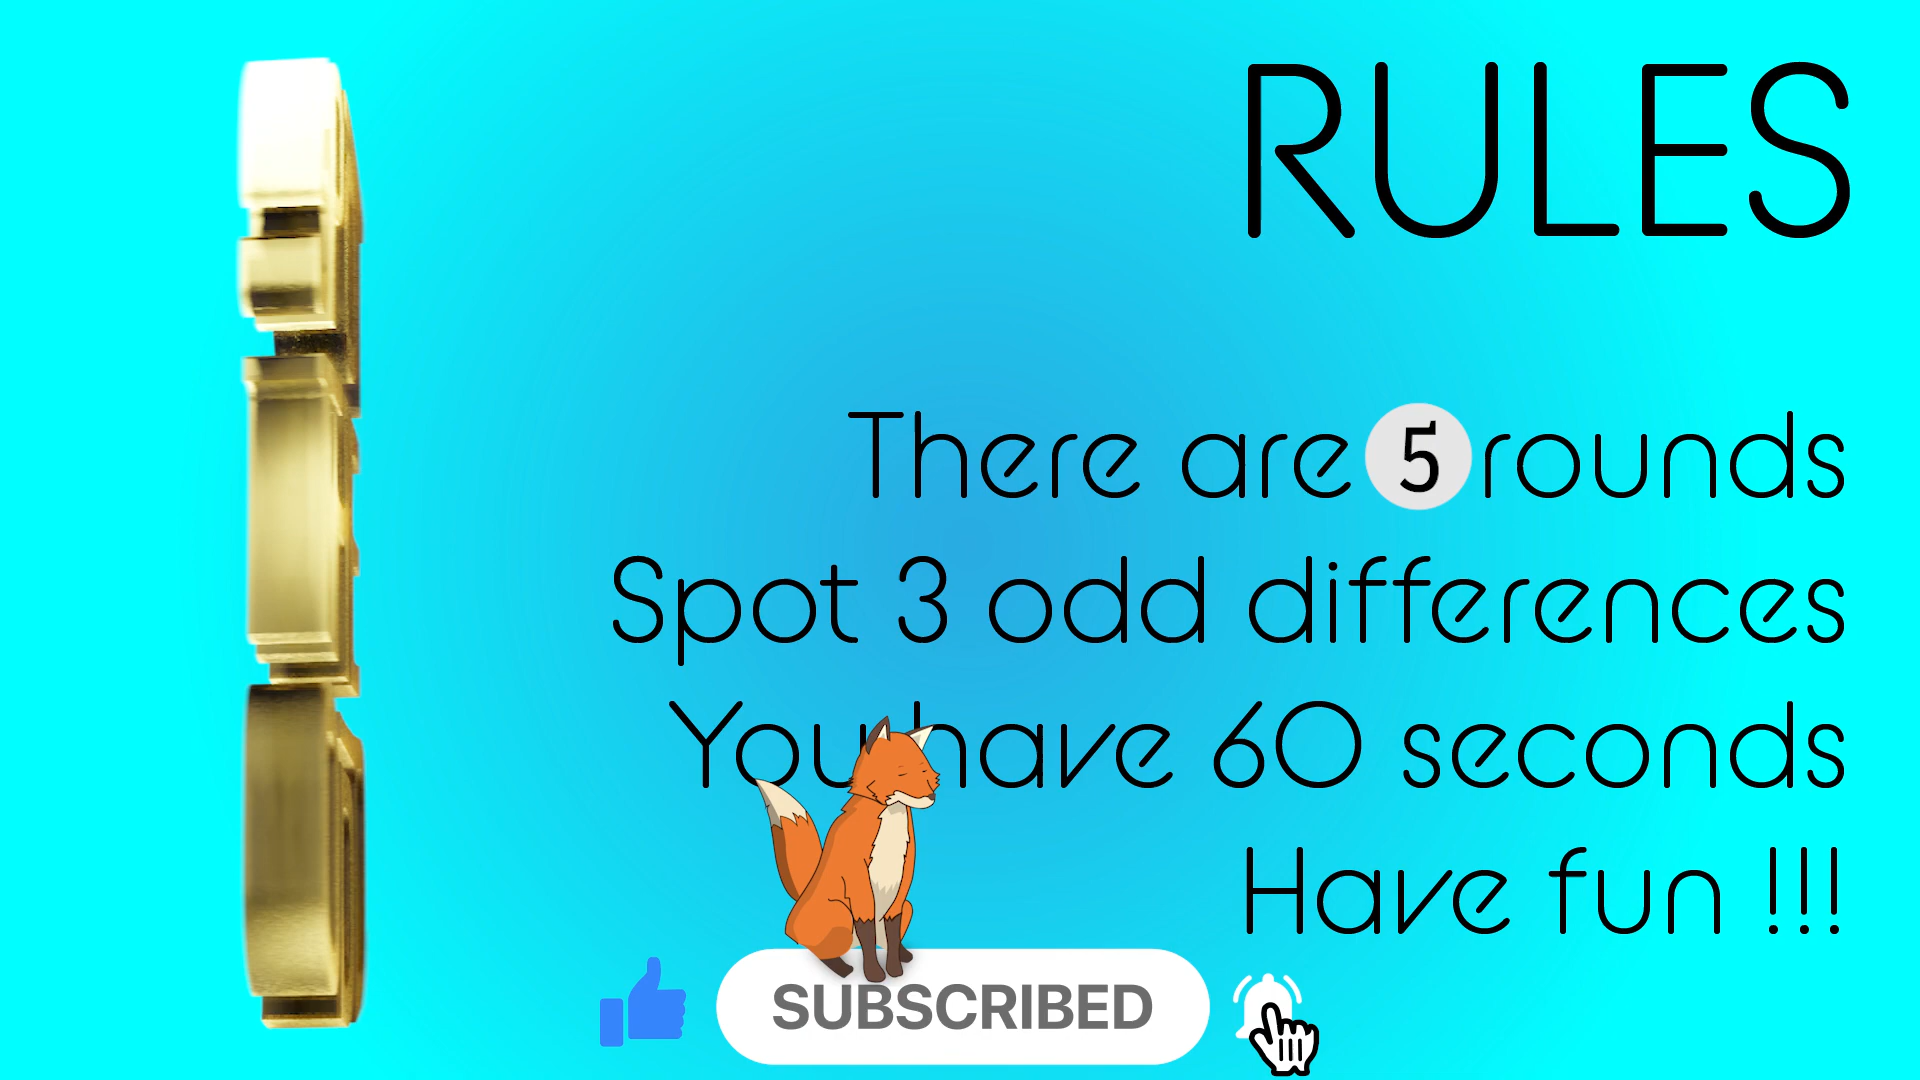 RULES
There are 5 rounds
Spot 3 odd differences
You have 60 seconds
Have fun !!!
SUBSCRIBED